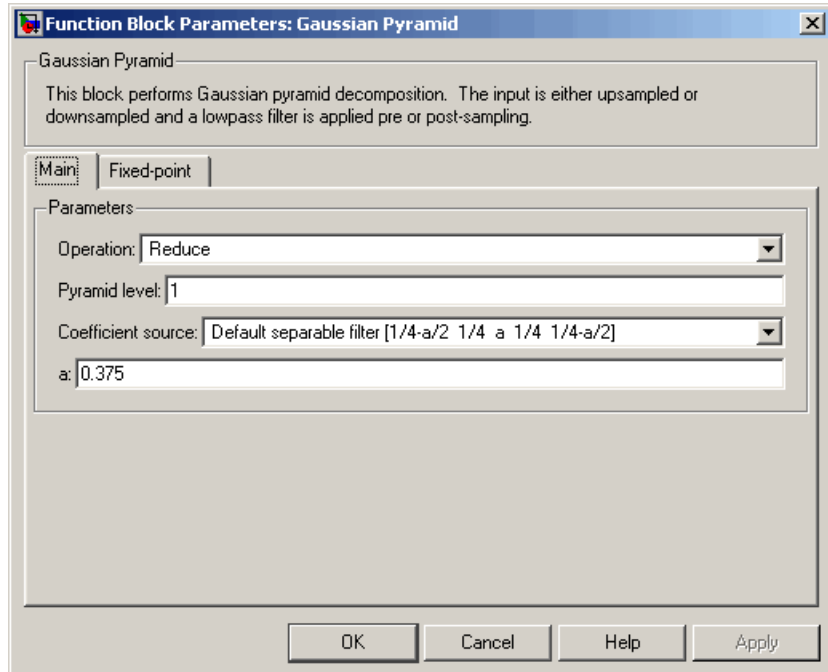 Function Block Parameters: Gaussian Pyramid
Gaussian Pyramid
This block performs Gaussian pyramid decomposition. The input is either upsampled or
downsampled and a lowpass filter is applied pre or post-sampling.
Main Fixed-point
Parameters
Operation: Reduce
Pyramid level: 1
Coefficient source: Default separable filter [1/4-a/2 1/4 a 1/4 1/4-a/2]
a: 0.375
OK Cancel Help Apply